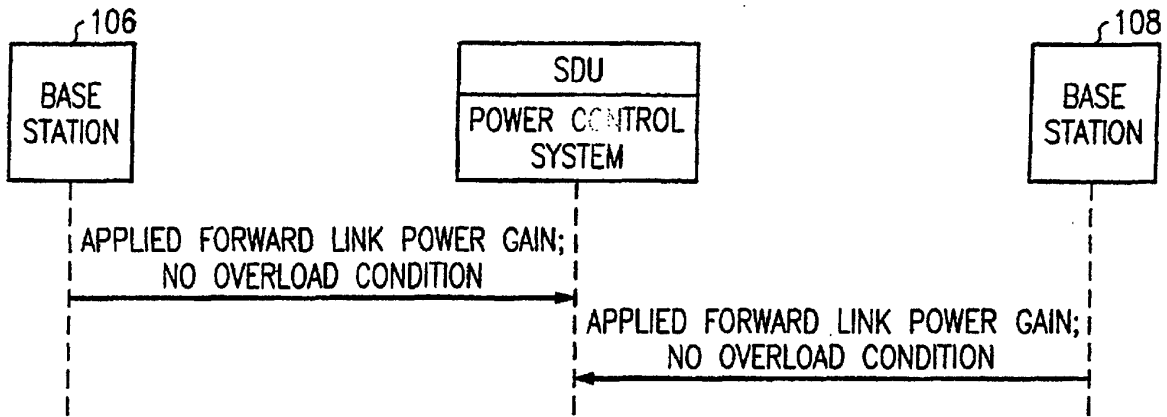 106
108
BASE
STATION
SDU
POWER CONTROL
SYSTEM
BASE
STATION
APPLIED FORWARD LINK POWER GAIN;
NO OVERLOAD CONDITION
APPLIED FORWARD LINK POWER GAIN;
NO OVERLOAD CONDITION